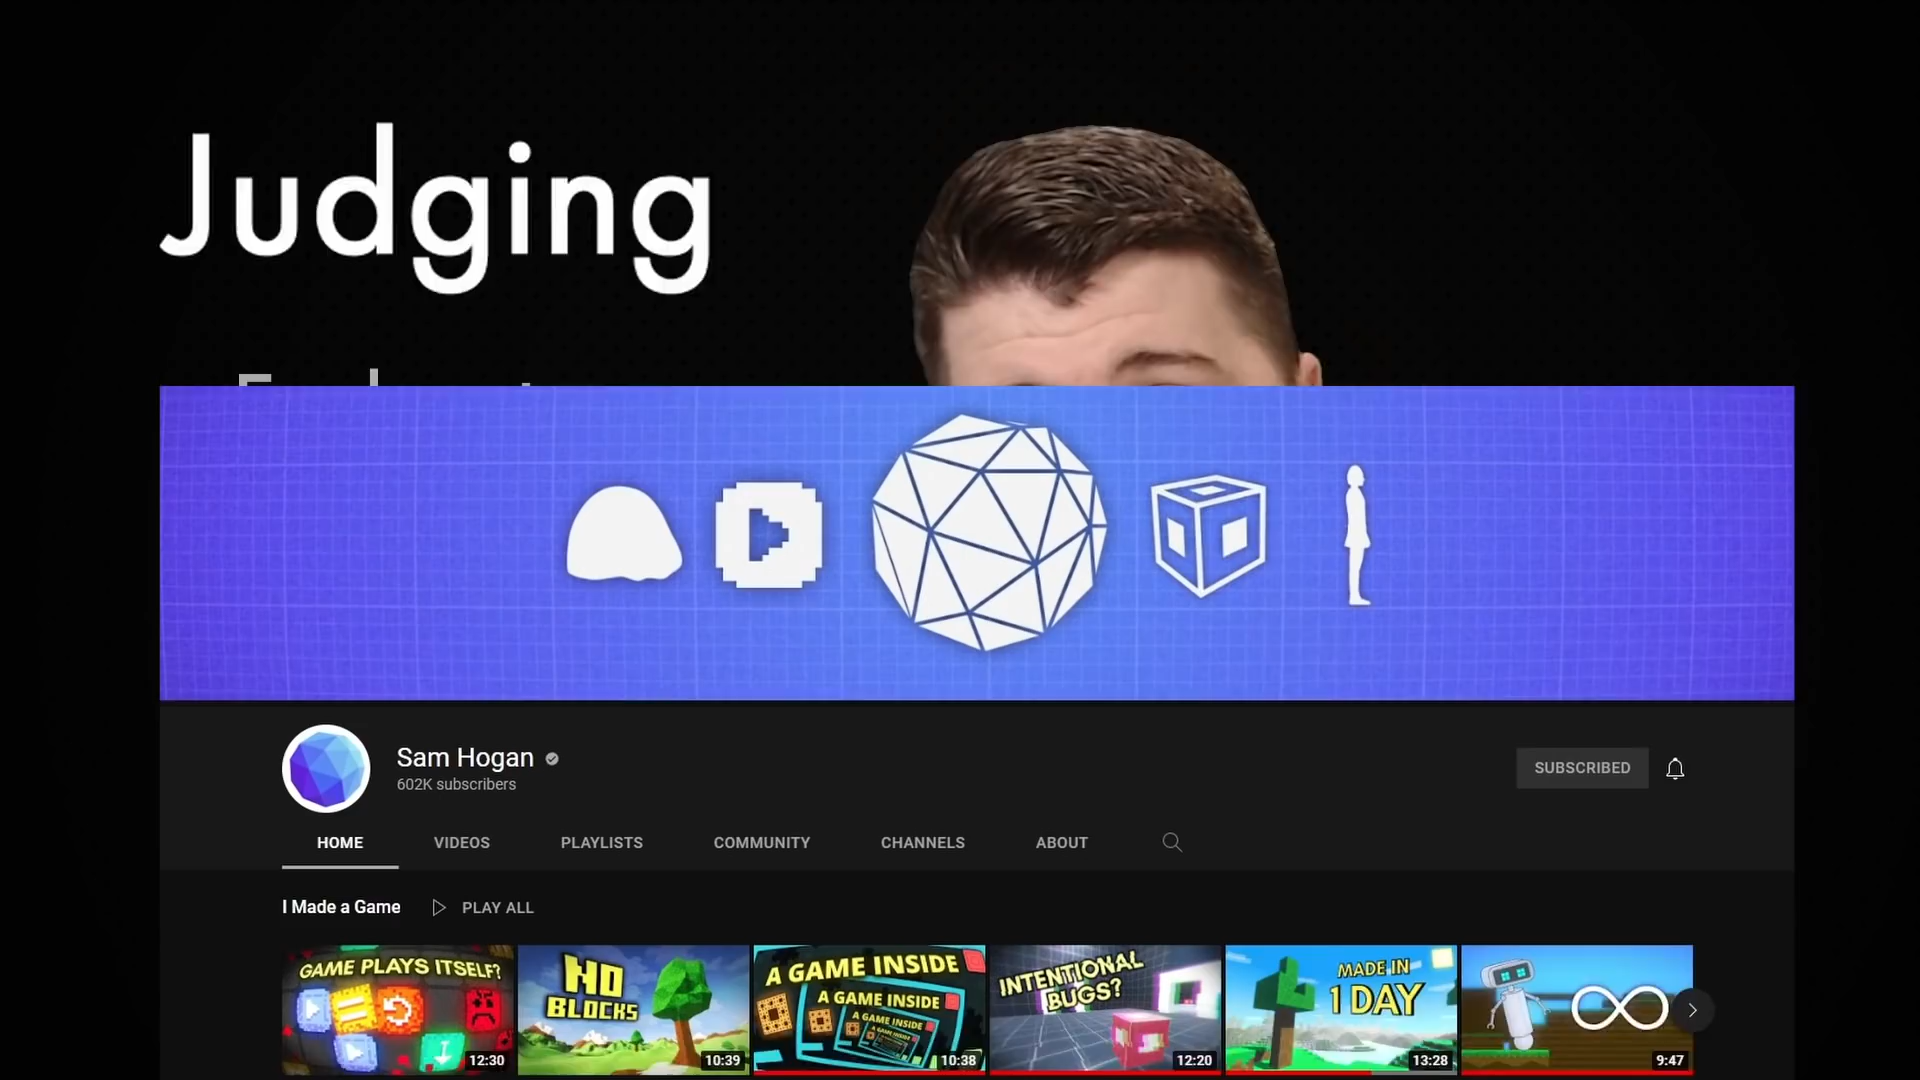 Judging
Sam Hogan
602K subscribers
SUBSCRIBED
HOME VIDEOS PLAYLISTS COMMUNITY CHANNELS ABOUT
I Made a Game PLAY ALL
GAME PLAYS ITSELF?
12:30
NO
BLOCKS
10:39
A GAME INSIDE
A GAME INSIDE
A GAME INSIDE
10:38
INTENTIONAL
BUGS?
12:20
MADE IN
1 DAY
13:28
9:47